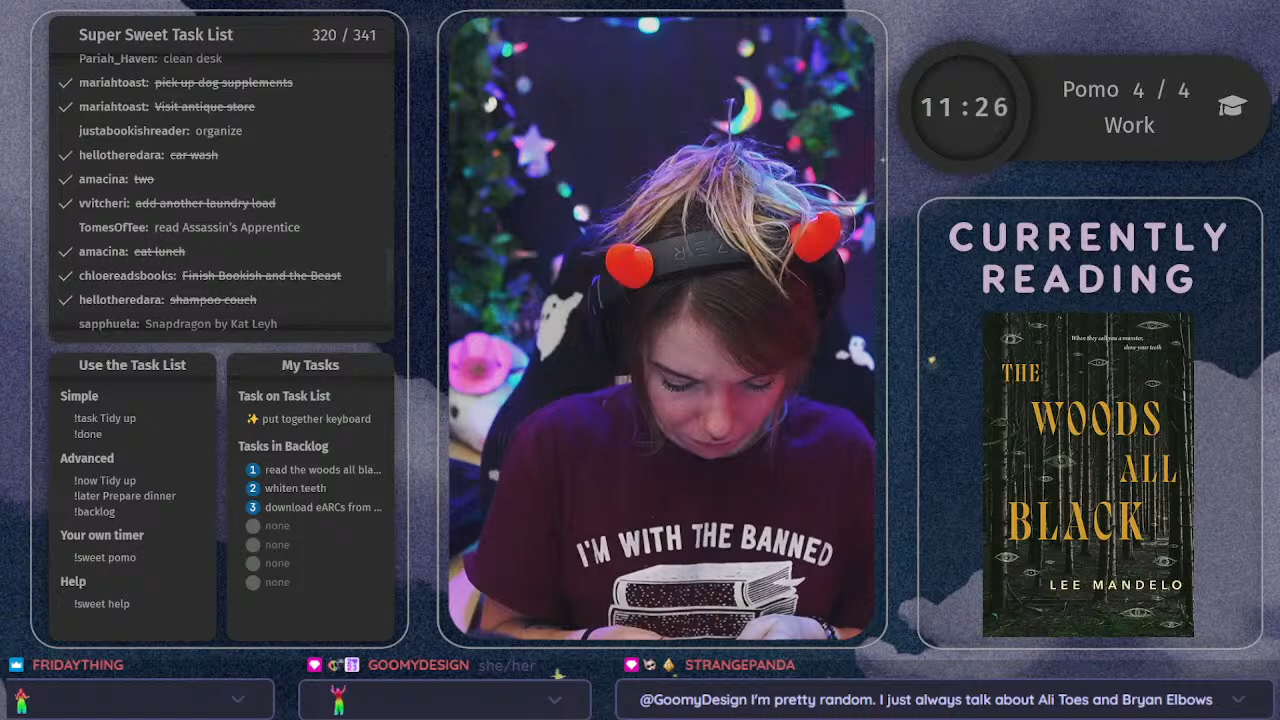 Super Sweet Task List 320 / 341
Pariah_Haven: clean desk
mariahtoast: pick up dog supplements
mariahtoast: Visit antique store
justabookishreader: organize
hellotheredara: car wash
amacina: two
vvitcheri: add another laundry load
TomesOfTee: read Assassin's Apprentice
amacina: eat lunch
chloereadsbooks: Finish Bookish and the Beast
hellotheredara: shampoo couch
sapphuela: Snapdragon by Kat Leyh
Use the Task List
Simple
!task Tidy up
!done
Advanced
!now Tidy up
!later Prepare dinner
!backlog
Your own timer
!sweet pomo
Help
!sweet help
My Tasks
Task on Task List
✨ put together keyboard
Tasks in Backlog
1 read the woods all bla...
2 whiten teeth
3 download eARCs from ...
none
none
none
none
I'M WITH THE BANNED
11:26
Pomo 4 / 4
Work
CURRENTLY
READING
When they call you a monster,
show your teeth
THE
WOODS
ALL
BLACK
LEE MANDELO
FRIDAYTHING
GOOMYDESIGN she/her
STRANGEPANDA
@GoomyDesign I'm pretty random. I just always talk about Ali Toes and Bryan Elbows